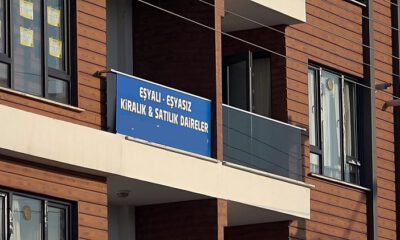 EŞYALI - EŞYASIZ
KİRALIK & SATILIK DAİRELER